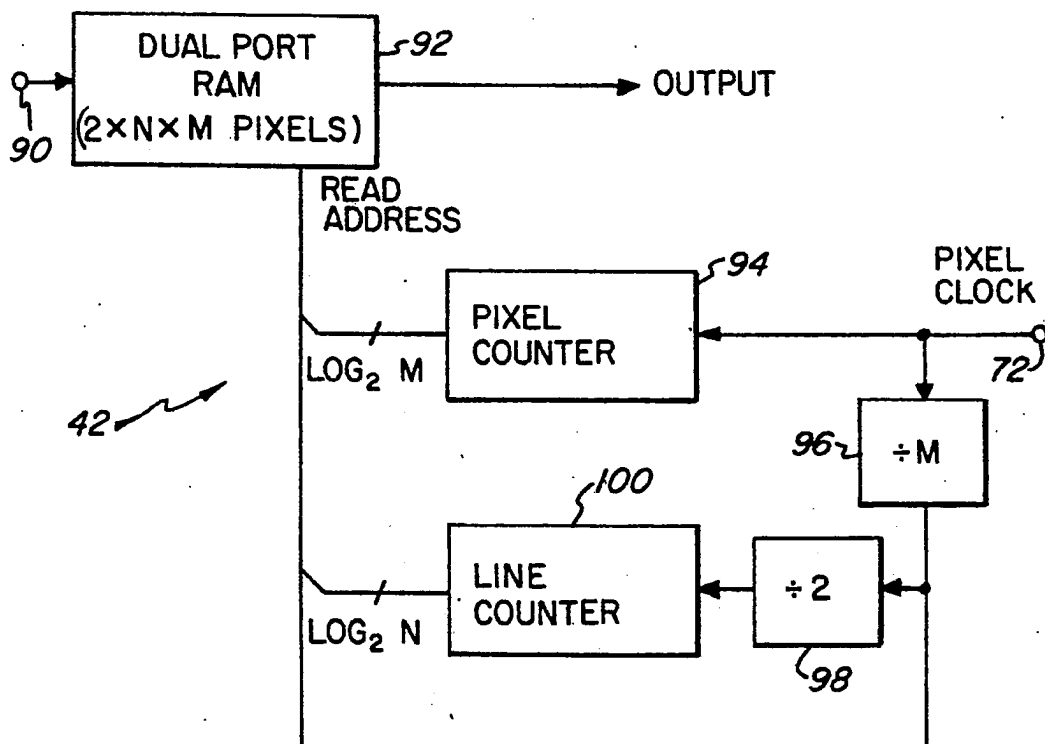 DUAL PORT
RAM
(2×N×M PIXELS)
92
OUTPUT
90
READ
ADDRESS
94
PIXEL
CLOCK
PIXEL
COUNTER
72
LOG₂ M
42
96
÷M
100
LINE
COUNTER
÷2
LOG₂ N
98